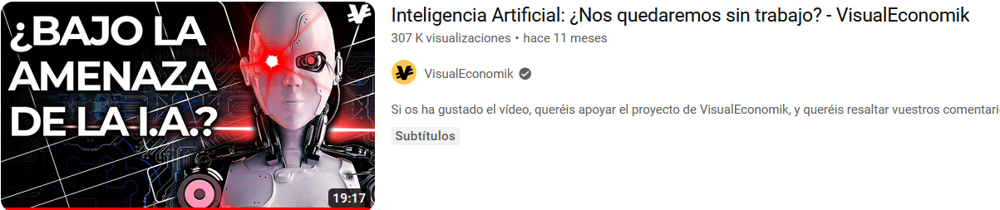 ¿BAJO LA
AMENAZA
DE LA I.A.?
19:17
Inteligencia Artificial: ¿Nos quedaremos sin trabajo? - VisualEconomik
307 K visualizaciones • hace 11 meses
VisualEconomik
Si os ha gustado el vídeo, queréis apoyar el proyecto de VisualEconomik, y queréis resaltar vuestros comentari
Subtítulos